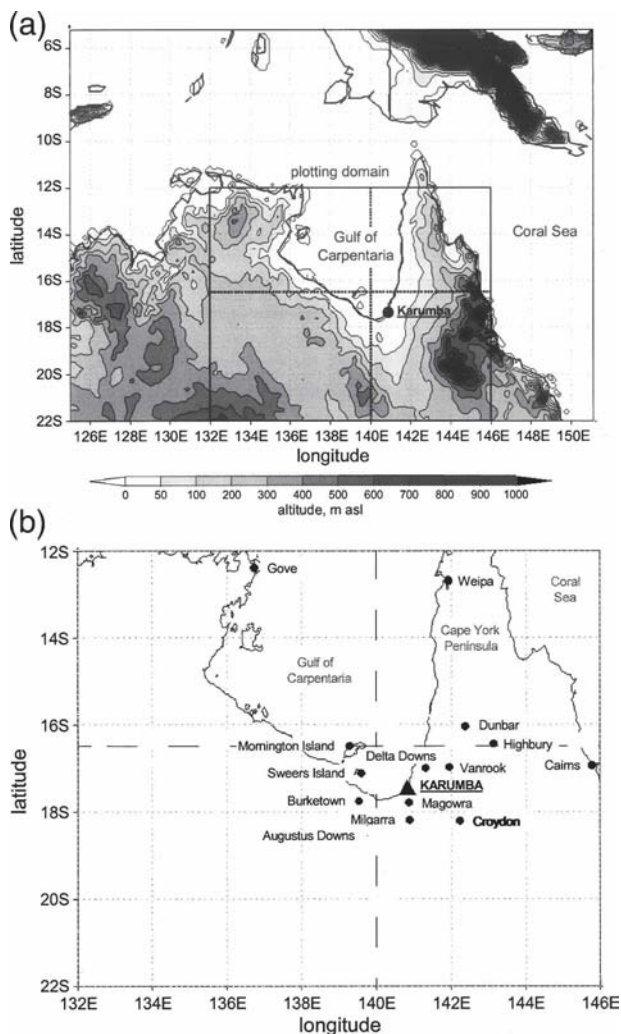 (a)
6S
8S
10S
12S
14S
16S
18S
20S
22S
latitude
plotting domain
Gulf of
Carpentaria
Coral Sea
Karumba
126E 128E 130E 132E 134E 136E 138E 140E 142E 144E 146E 148E 150E
longitude
0 50 100 200 300 400 500 600 700 800 900 1000
altitude, m asl
(b)
12S
14S
16S
18S
20S
22S
latitude
Gove
Weipa
Coral
Sea
Cape York
Peninsula
Gulf of
Carpentaria
Dunbar
Mornington Island
Highbury
Delta Downs
Cairns
Sweers Island
Vanrook
KARUMBA
Burketown
Magowra
Milgarra
Croydon
Augustus Downs
132E 134E 136E 138E 140E 142E 144E 146E
longitude